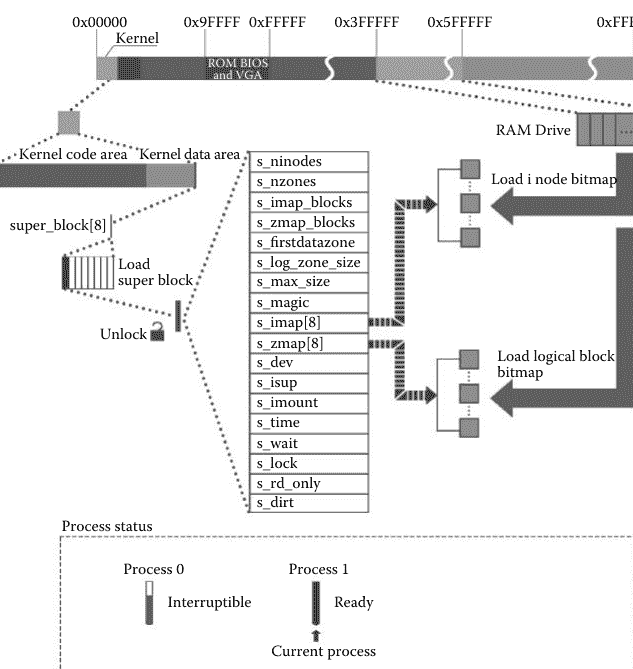 0x00000 0x9FFFF 0xFFFFF 0x3FFFFF 0x5FFFFF 0xFFF
Kernel
ROM BIOS
and VGA
RAM Drive
Kernel code area Kernel data area
super_block[8]
Load
super block
Unlock
s_ninodes
s_nzones
s_imap_blocks
s_zmap_blocks
s_firstdatazone
s_log_zone_size
s_max_size
s_magic
s_imap[8]
s_zmap[8]
s_dev
s_isup
s_imount
s_time
s_wait
s_lock
s_rd_only
s_dirt
Load i node bitmap
Load logical block
bitmap
Process status
Process 0 Process 1
Interruptible Ready
Current process